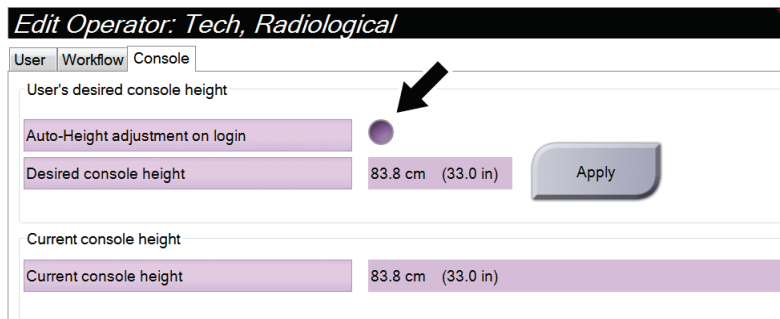 Edit Operator: Tech, Radiological
User Workflow Console
User's desired console height
Auto-Height adjustment on login
Desired console height 83.8 cm (33.0 in) Apply
Current console height
Current console height 83.8 cm (33.0 in)